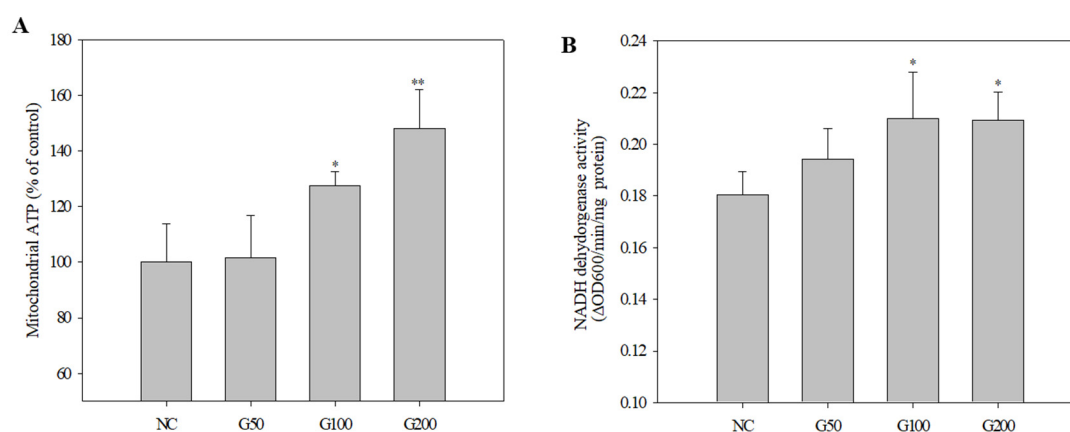 A
Mitochondrial ATP (% of control)
180
160
140
120
100
80
60
*
**
NC G50 G100 G200
B
NADH dehydorgenase activity
(ΔOD600/min/mg protein)
0.24
0.22
0.20
0.18
0.16
0.14
0.12
0.10
*
*
NC G50 G100 G200